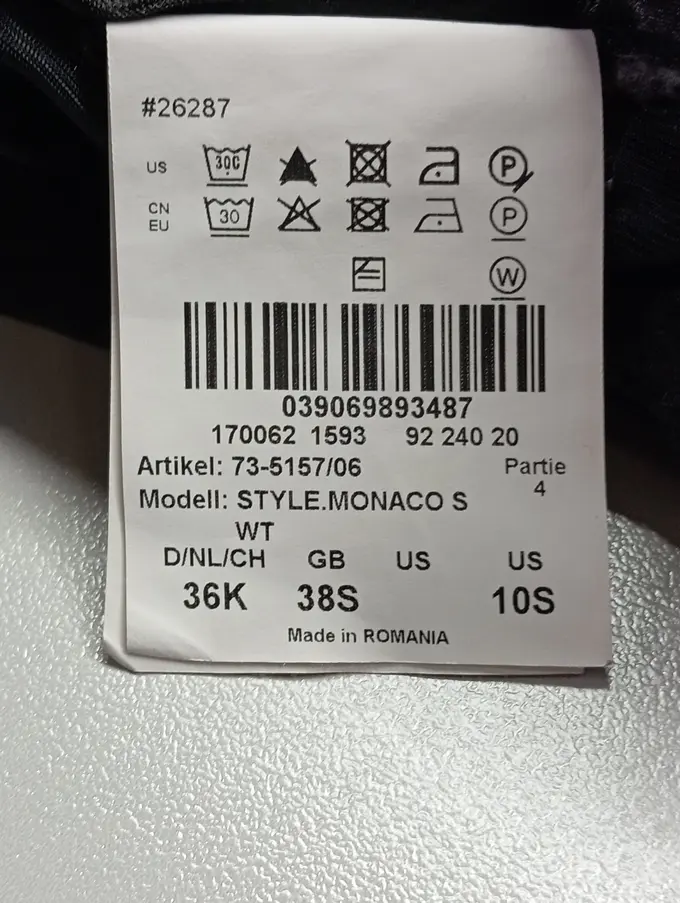 #26287
US 30C P
CN
EU 30 P
W
039069893487
170062 1593 92 240 20
Artikel: 73-5157/06 Partie
4
Modell: STYLE.MONACO S
WT
D/NL/CH GB US US
36K 38S 10S
Made in ROMANIA